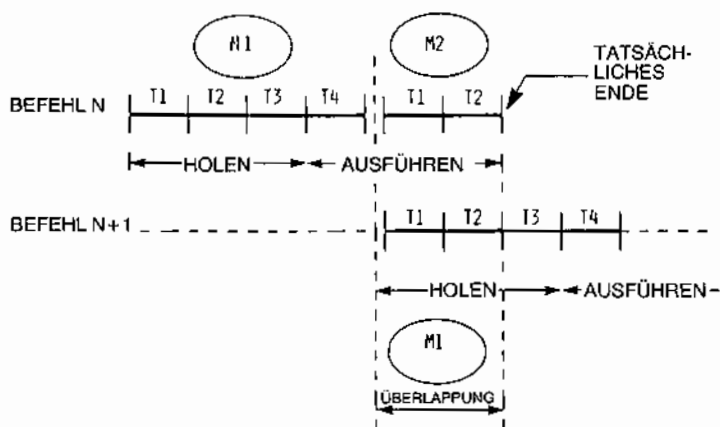 N1
M2
TATSÄCH-
LICHES
ENDE
BEFEHL N
T1 T2 T3 T4 T1 T2
HOLEN AUSFÜHREN
BEFEHL N+1
T1 T2 T3 T4
HOLEN AUSFÜHREN
M1
ÜBERLAPPUNG